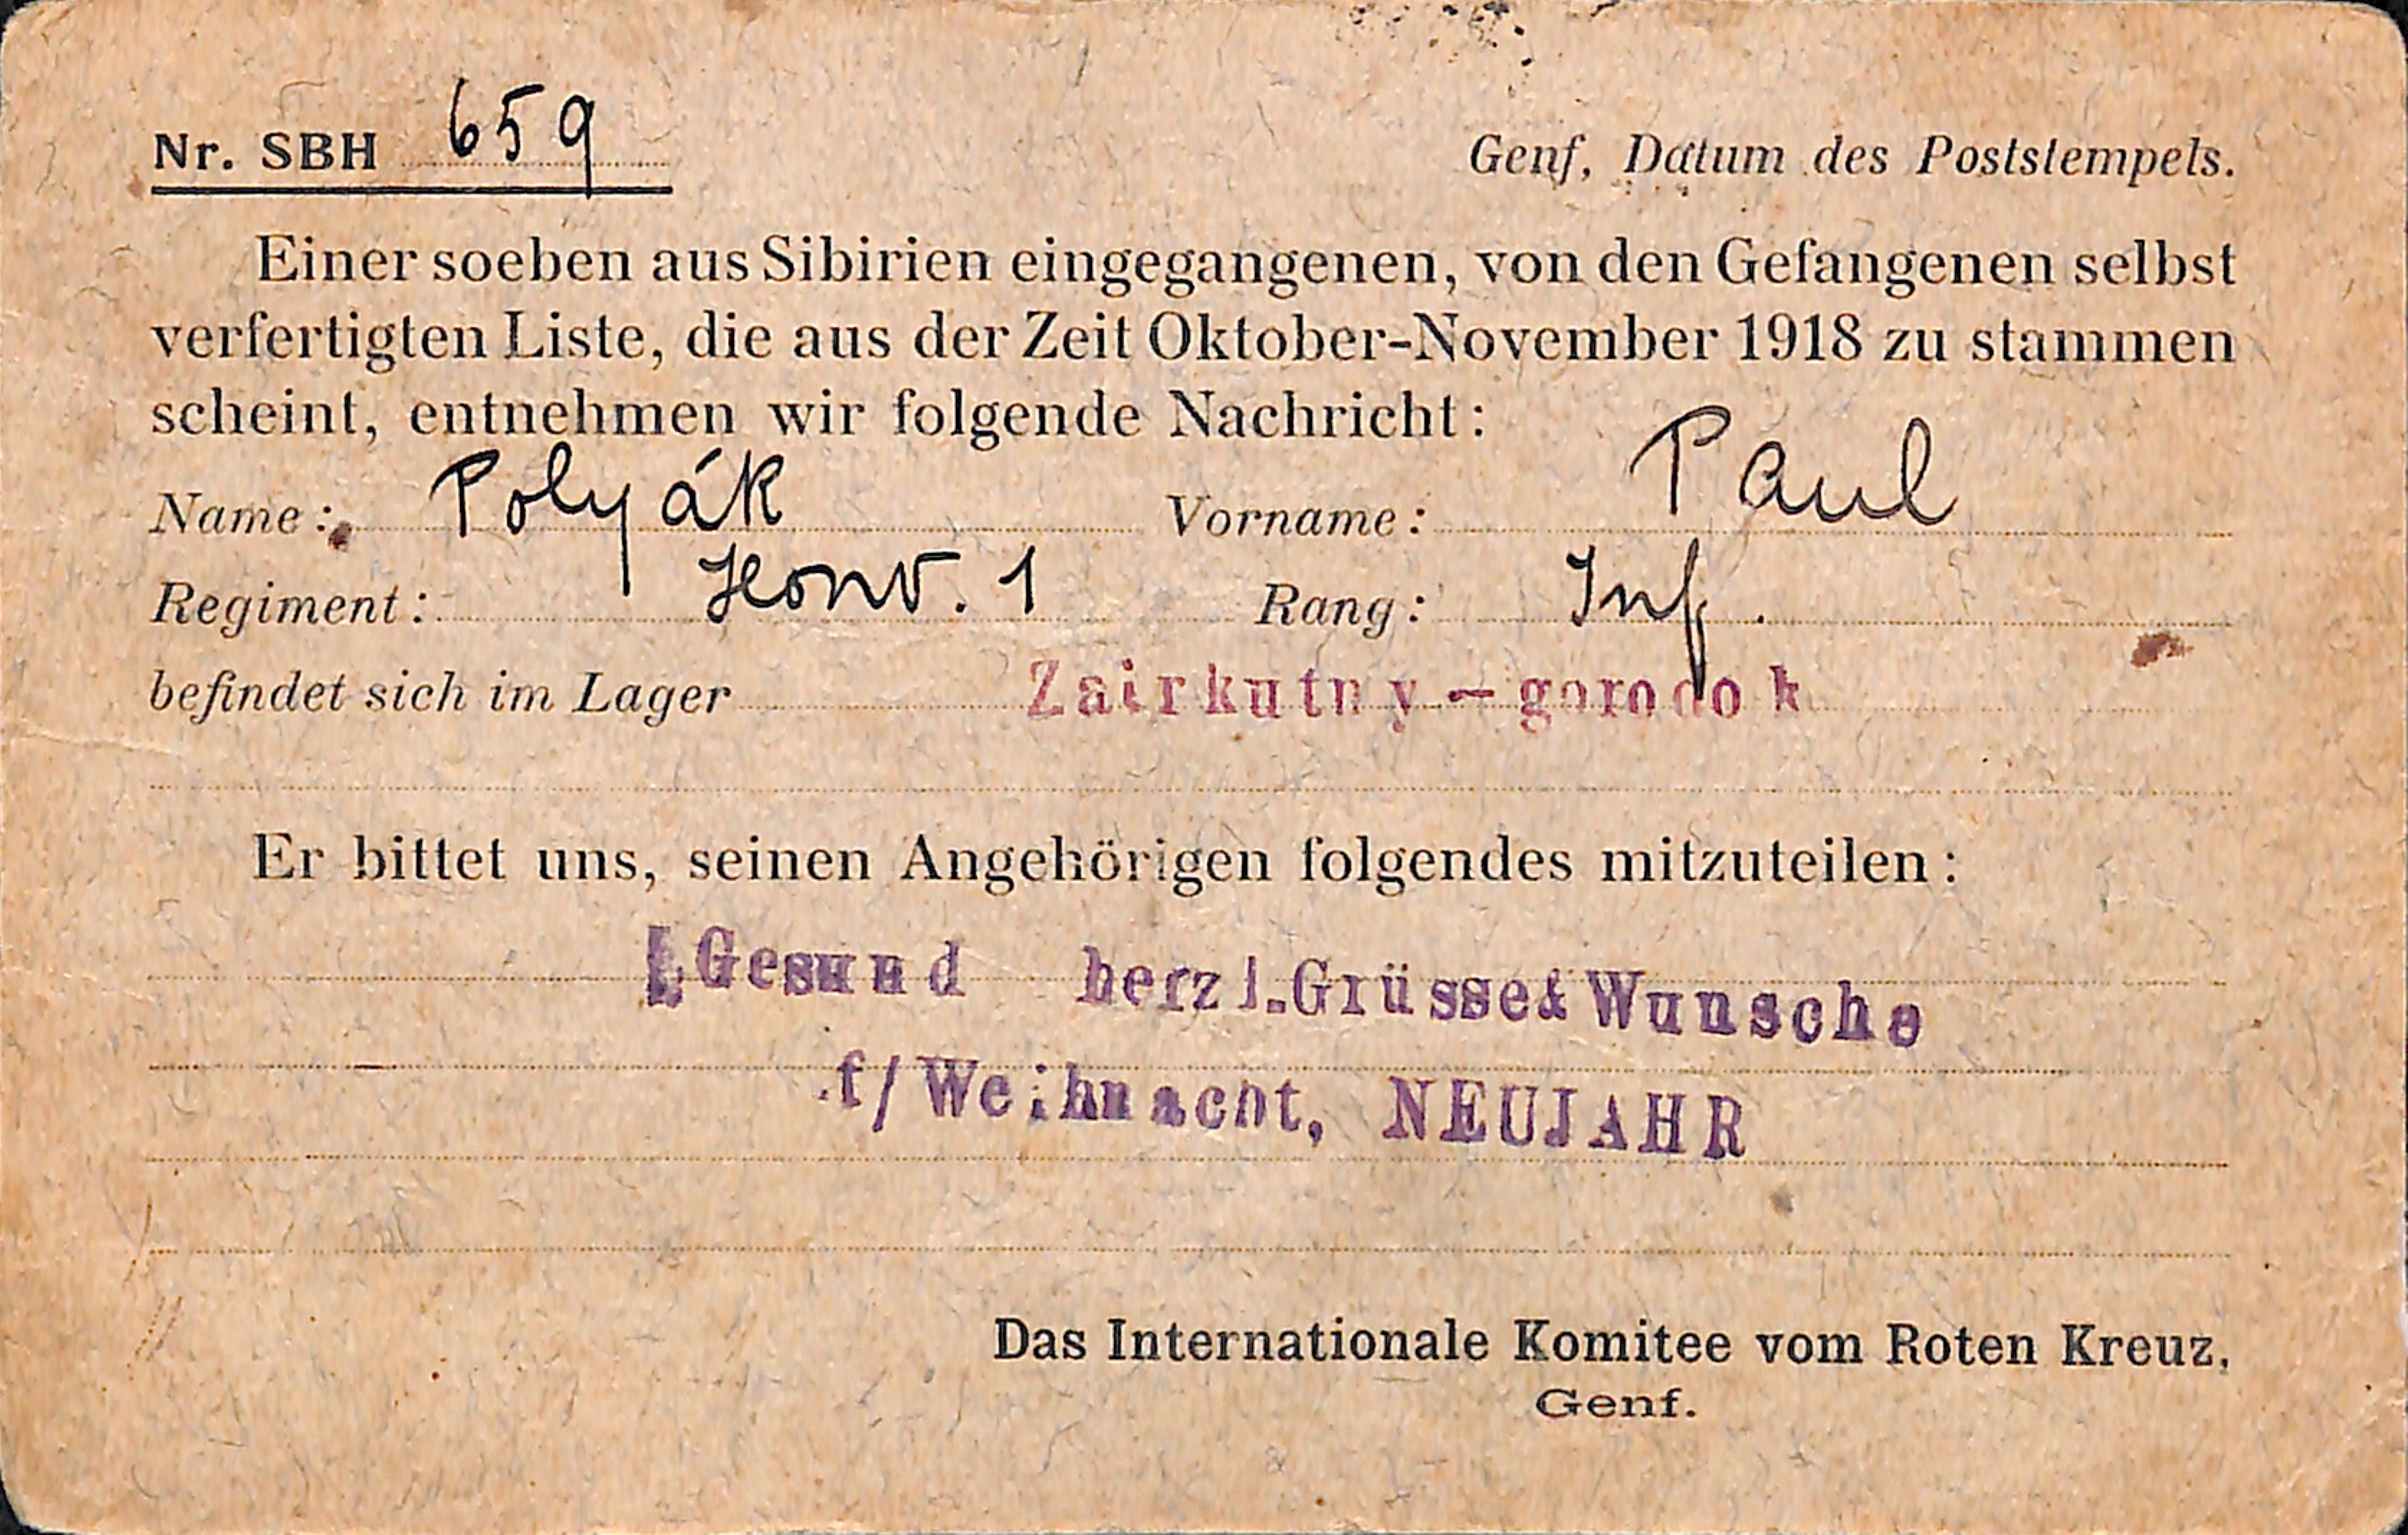 Nr. SBH 659
Genf, Datum des Poststempels.
Einer soeben aus Sibirien eingegangenen, von den Gefangenen selbst
verfertigten Liste, die aus der Zeit Oktober-November 1918 zu stammen
scheint, entnehmen wir folgende Nachricht:
Name: Polyák Vorname: Paul
Regiment: Honv. 1 Rang: Inf.
befindet sich im Lager Zairkutny-gorodok
Er bittet uns, seinen Angehörigen folgendes mitzuteilen:
Gesund herzl. Grüsse & Wunsche
f/ Weihnacht, NEUJAHR
Das Internationale Komitee vom Roten Kreuz,
Genf.